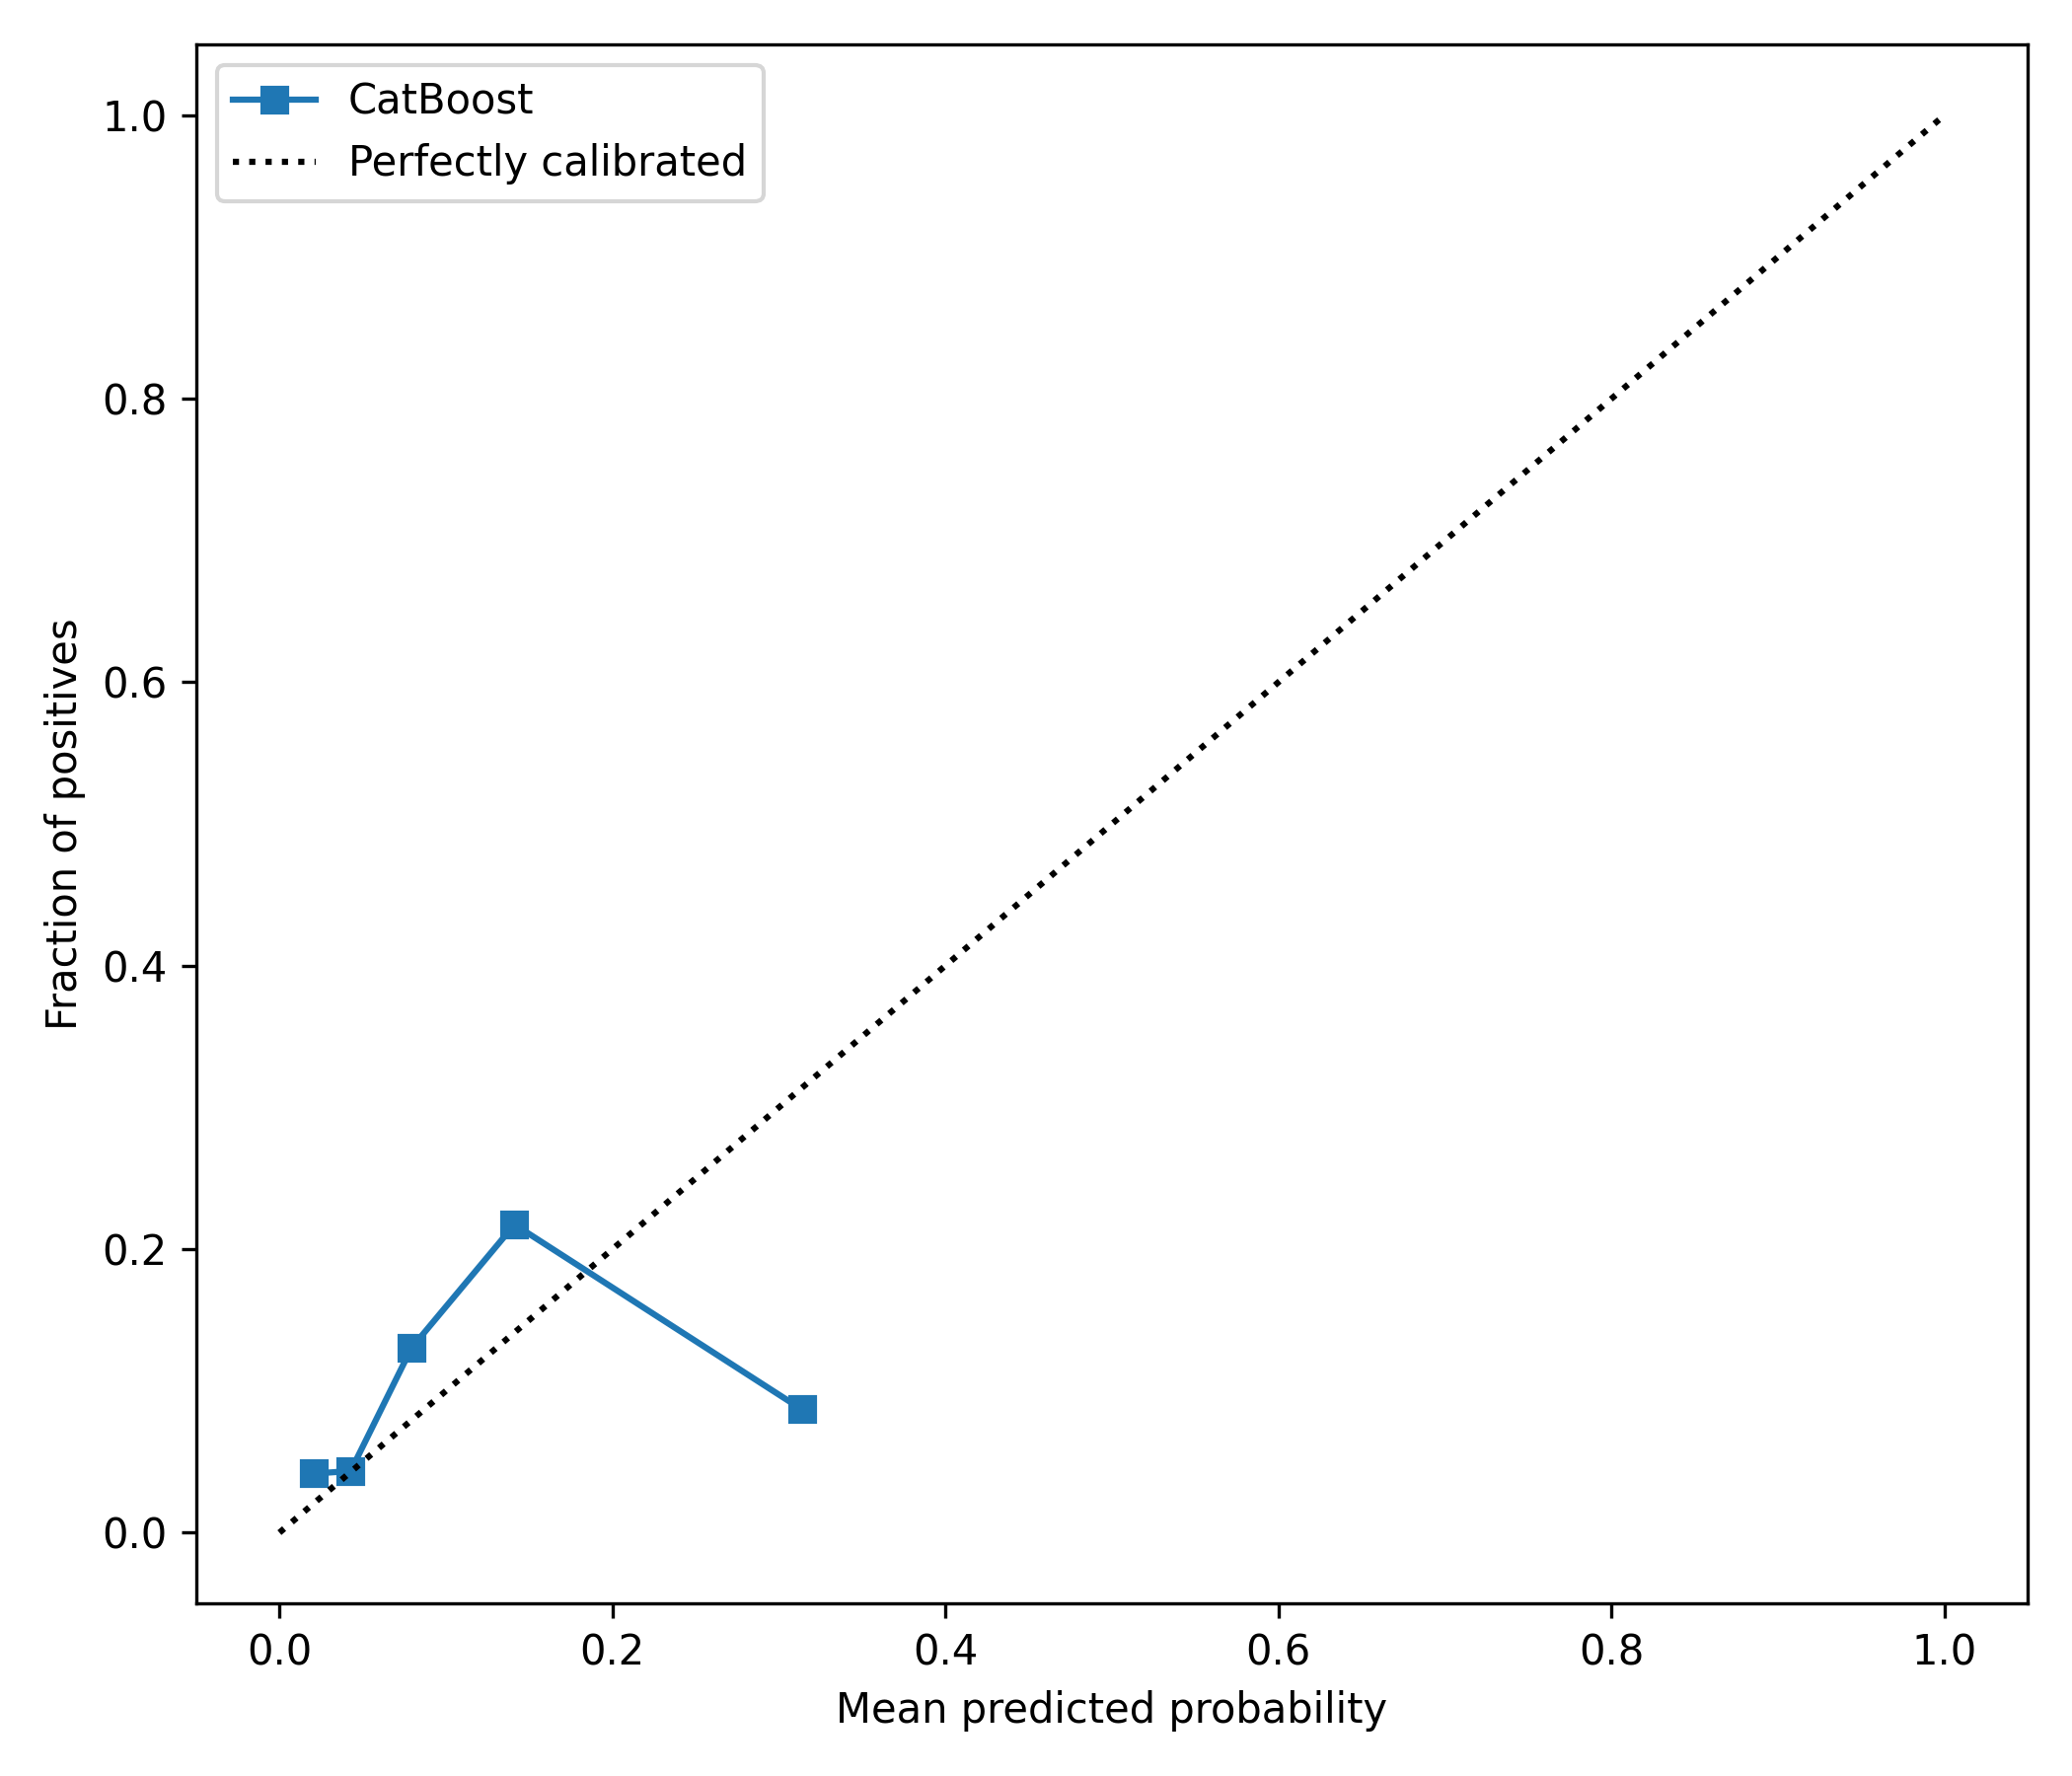 CatBoost
Perfectly calibrated
1.0
0.8
0.6
0.4
0.2
0.0
Fraction of positives
0.0 0.2 0.4 0.6 0.8 1.0
Mean predicted probability